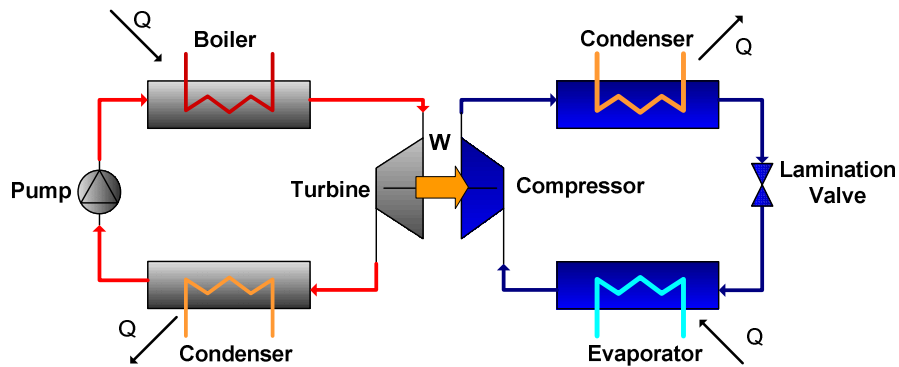 Q
Boiler
Condenser
Q
W
Pump
Turbine
Compressor
Lamination
Valve
Q
Condenser
Evaporator
Q